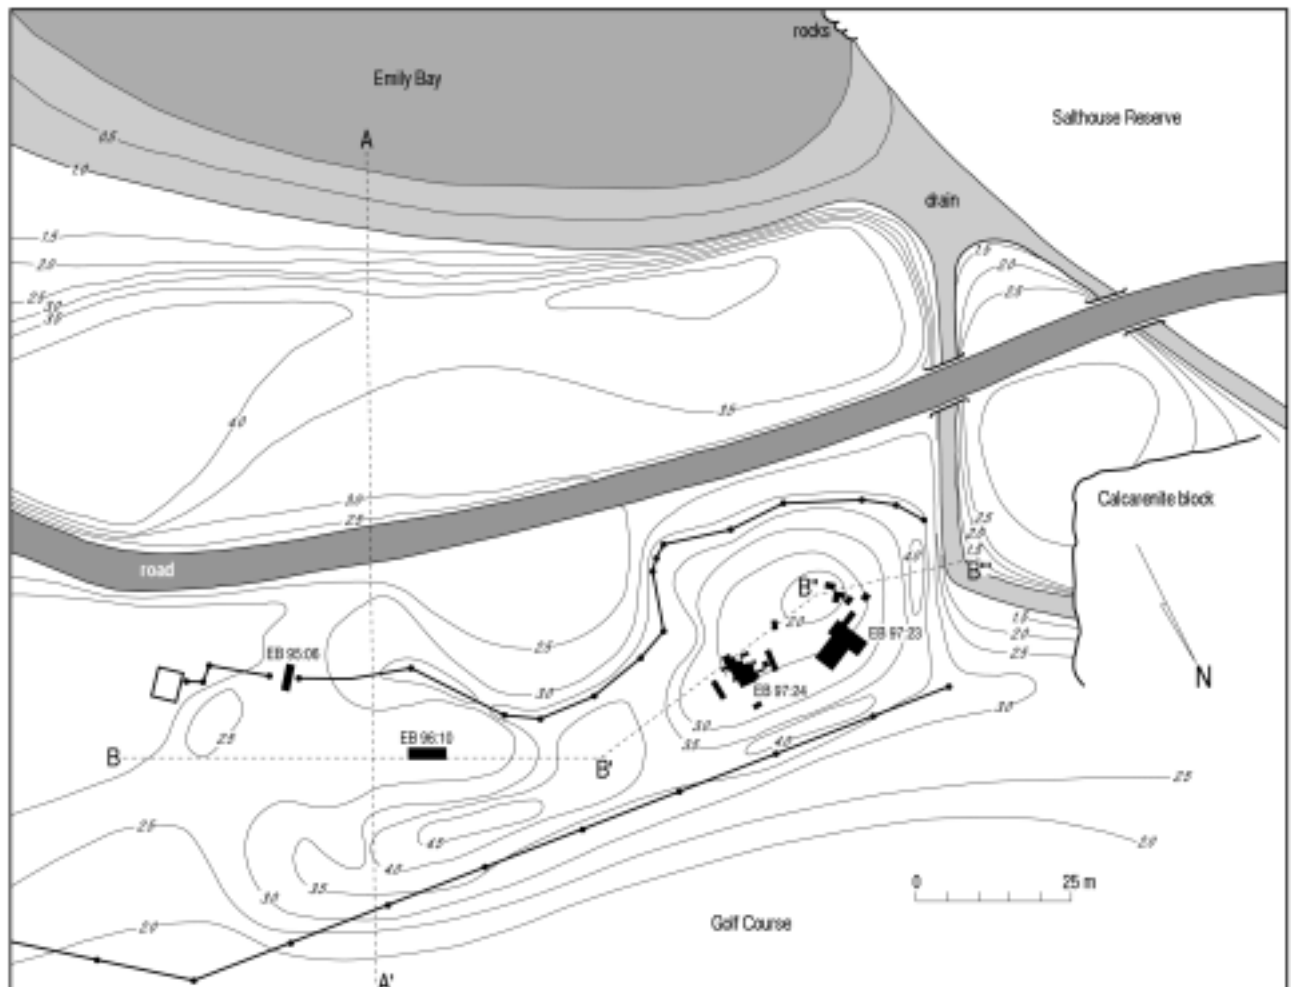 rocks
Emily Bay
Salthouse Reserve
0.5
A
1.0
drain
1.5
1.5
2.0
2.0
2.5
2.5
3.0
3.0
3.5
4.0
3.0
2.5
Calcarenite block
2.5
2.0
1.5
road
4.0
B"
B'"
2.0
1.5
2.0
2.5
EB 97:23
2.5
EB 95:06
3.0
EB 97:24
N
3.0
3.0
3.5
4.0
2.5
EB 96:10
B
B'
2.5
2.5
4.5
2.0
4.0
3.5
3.0
0
25 m
2.0
Golf Course
A'